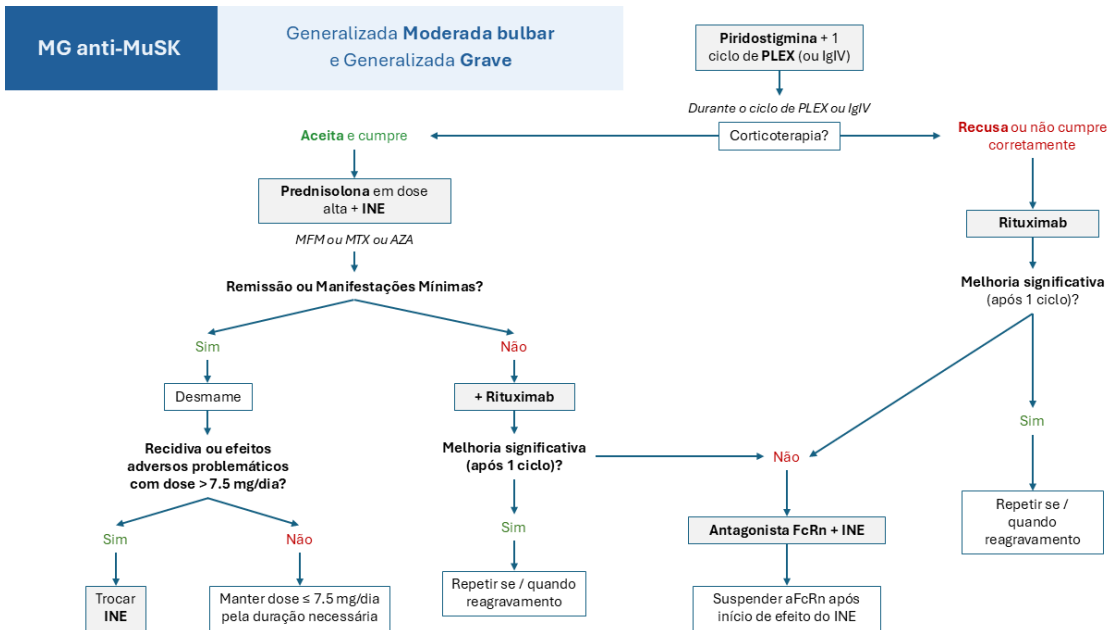 MG anti-MuSK
Generalizada Moderada bulbar
e Generalizada Grave
Piridostigmina + 1
ciclo de PLEX (ou IgIV)
Durante o ciclo de PLEX ou IgIV
Corticoterapia?
Aceita e cumpre
Recusa ou não cumpre
corretamente
Prednisolona em dose
alta + INE
MFM ou MTX ou AZA
Remissão ou Manifestações Mínimas?
Rituximab
Melhoria significativa
(após 1 ciclo)?
Sim
Não
Desmame
+ Rituximab
Recidiva ou efeitos
adversos problemáticos
com dose > 7.5 mg/dia?
Melhoria significativa
(após 1 ciclo)?
Não
Sim
Sim
Não
Sim
Antagonista FcRn + INE
Repetir se /
quando
reagravamento
Trocar
INE
Manter dose ≤ 7.5 mg/dia
pela duração necessária
Repetir se / quando
reagravamento
Suspender aFcRn após
início de efeito do INE